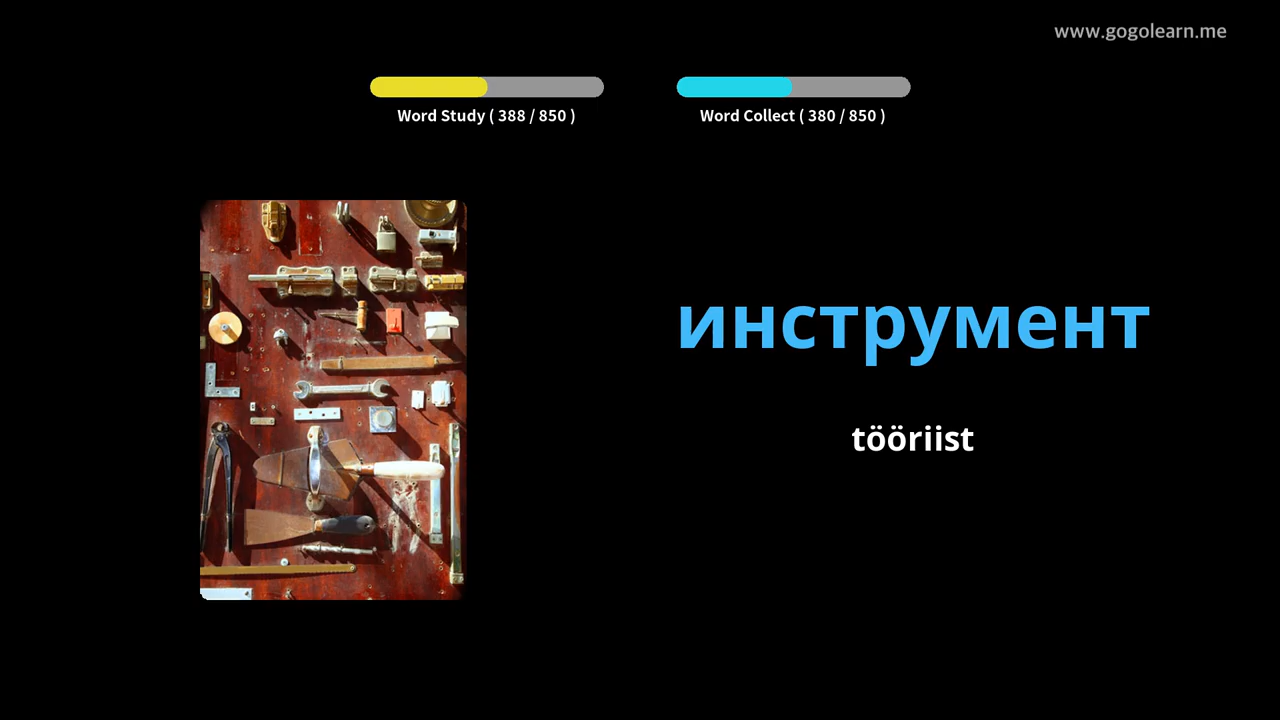 www.gogolearn.me
Word Study ( 388 / 850 )
Word Collect ( 380 / 850 )
инструмент
tööriist